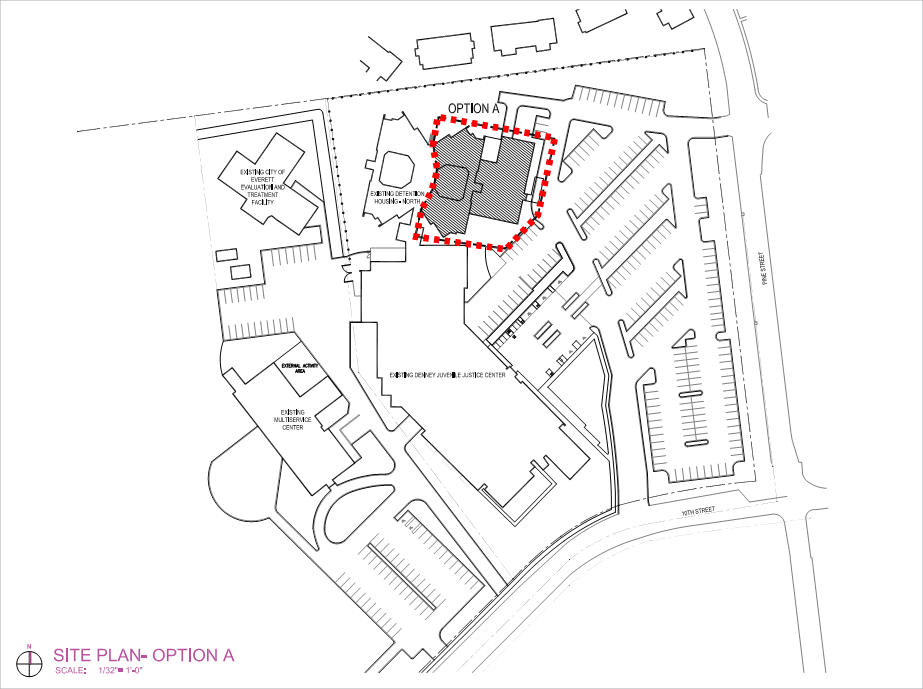 OPTION A
EXISTING CITY OF
EVERETT
EVALUATION AND
TREATMENT
FACILITY
EXISTING DETENTION
HOUSING - NORTH
PINE STREET
EXTERNAL ACTIVITY
AREA
EXISTING DENNEY JUVENILE JUSTICE CENTER
EXISTING
MULTISERVICE
CENTER
10TH STREET
N
SITE PLAN- OPTION A
SCALE: 1/32"= 1'-0"